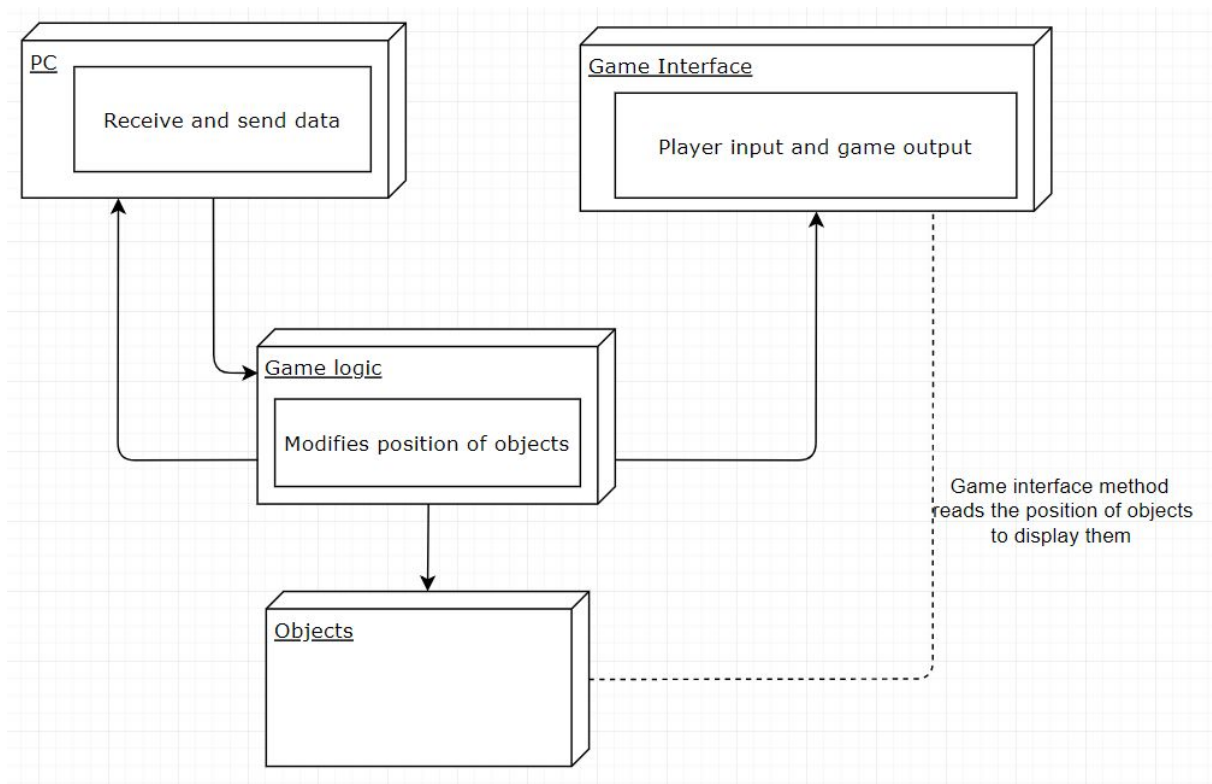 PC
Receive and send data
Game Interface
Player input and game output
Game logic
Modifies position of objects
Game interface method
reads the position of objects
to display them
Objects